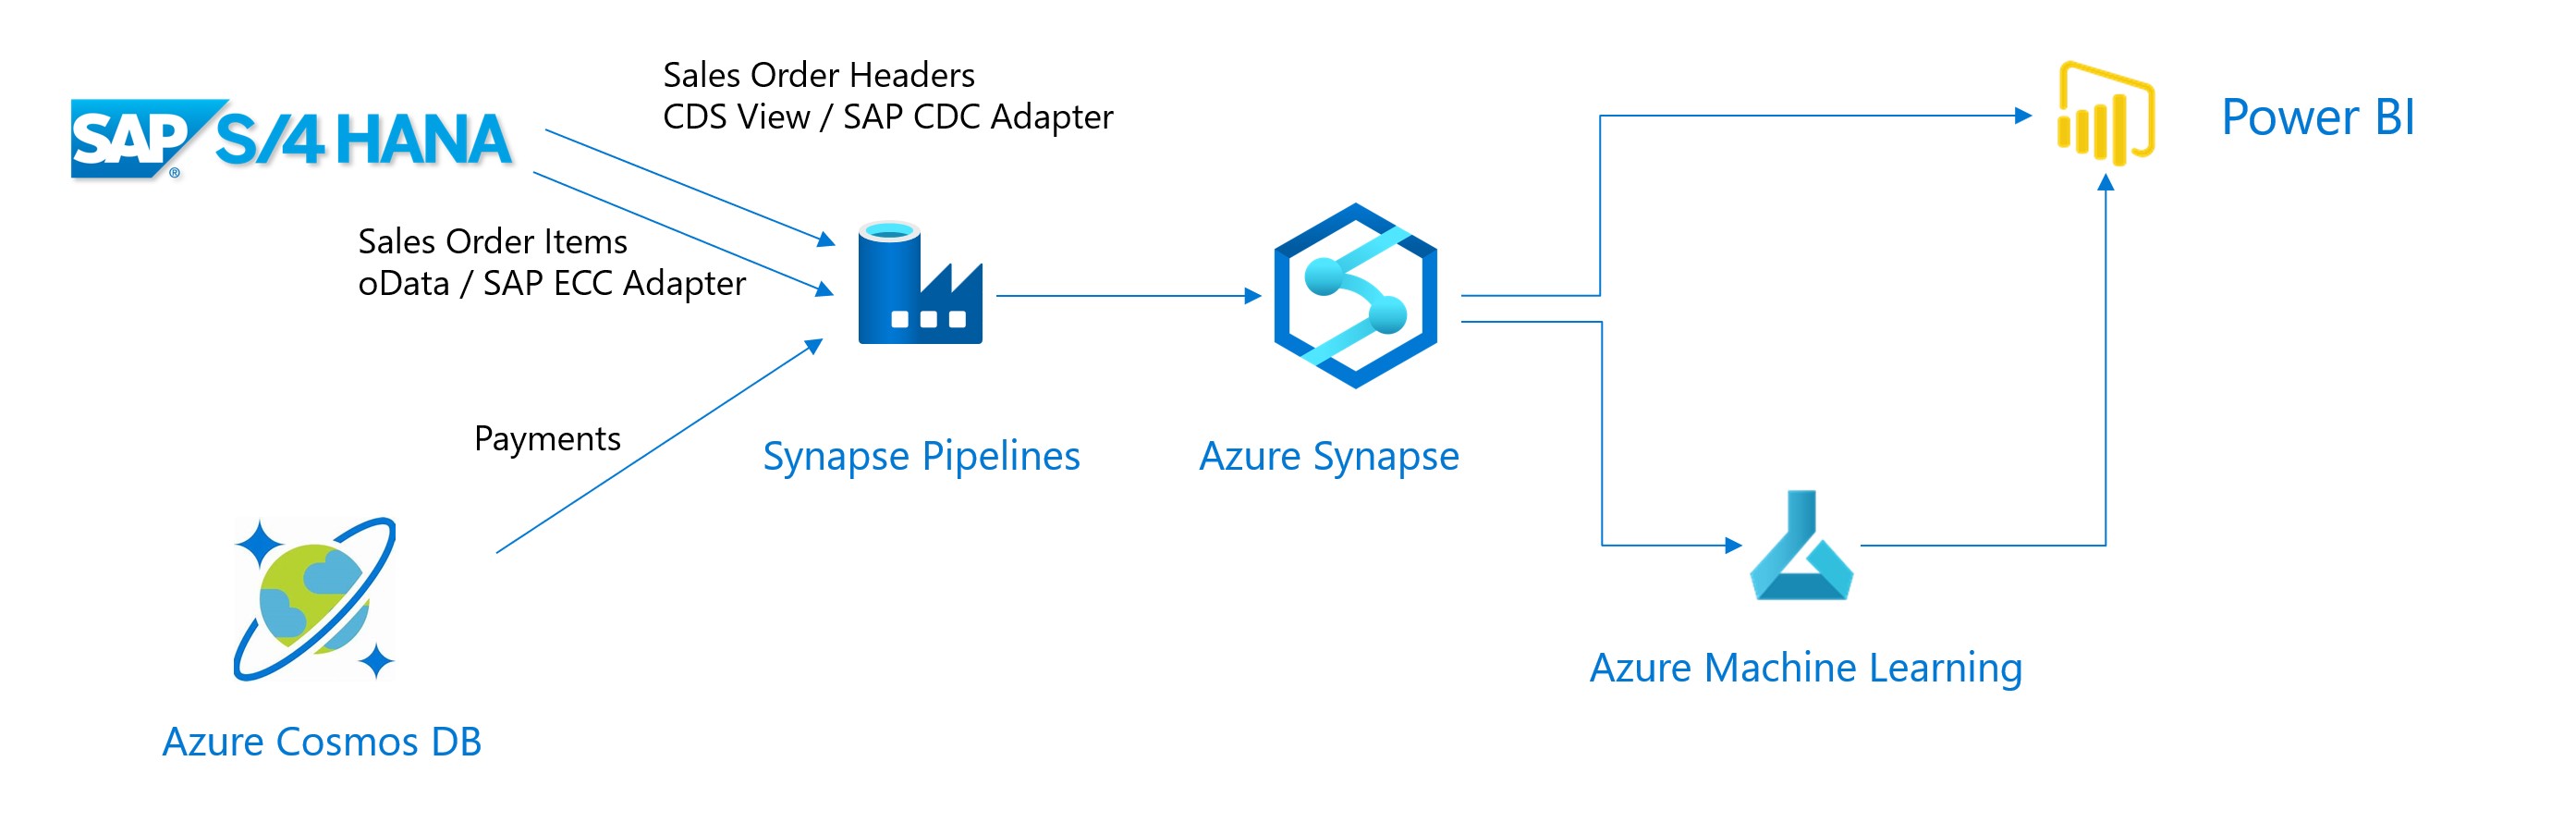 Sales Order Headers
CDS View / SAP CDC Adapter
SAP S/4 HANA
®
Power BI
Sales Order Items
oData / SAP ECC Adapter
Payments
Synapse Pipelines
Azure Synapse
Azure Machine Learning
Azure Cosmos DB